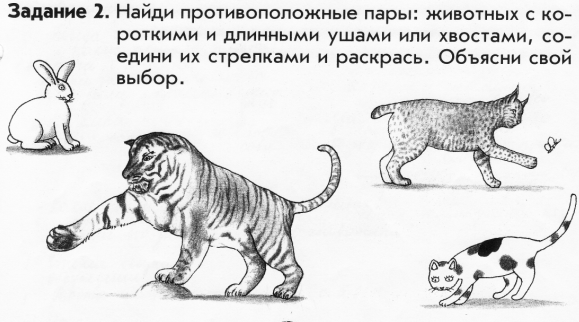 Задание 2. Найди противоположные пары: животных с ко-
роткими и длинными ушами или хвостами, со-
едини их стрелками и раскрась. Объясни свой
выбор.